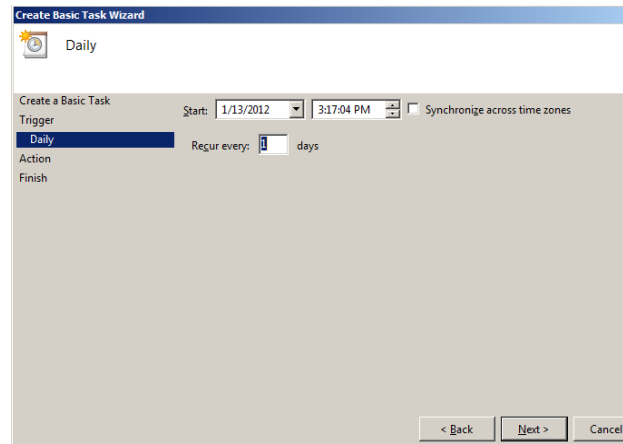 Create Basic Task Wizard
Daily
Create a Basic Task
Trigger
Daily
Action
Finish
Start: 1/13/2012 3:17:04 PM Synchronize across time zones
Recur every: 1 days
< Back Next > Cancel